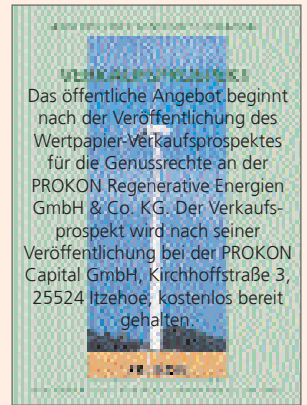 VERKAUFSPROSPEKT
Das öffentliche Angebot beginnt
nach der Veröffentlichung des
Wertpapier-Verkaufsprospektes
für die Genussrechte an der
PROKON Regenerative Energien
GmbH & Co. KG. Der Verkaufs-
prospekt wird nach seiner
Veröffentlichung bei der PROKON
Capital GmbH, Kirchhoffstraße 3,
25524 Itzehoe, kostenlos bereit
gehalten.